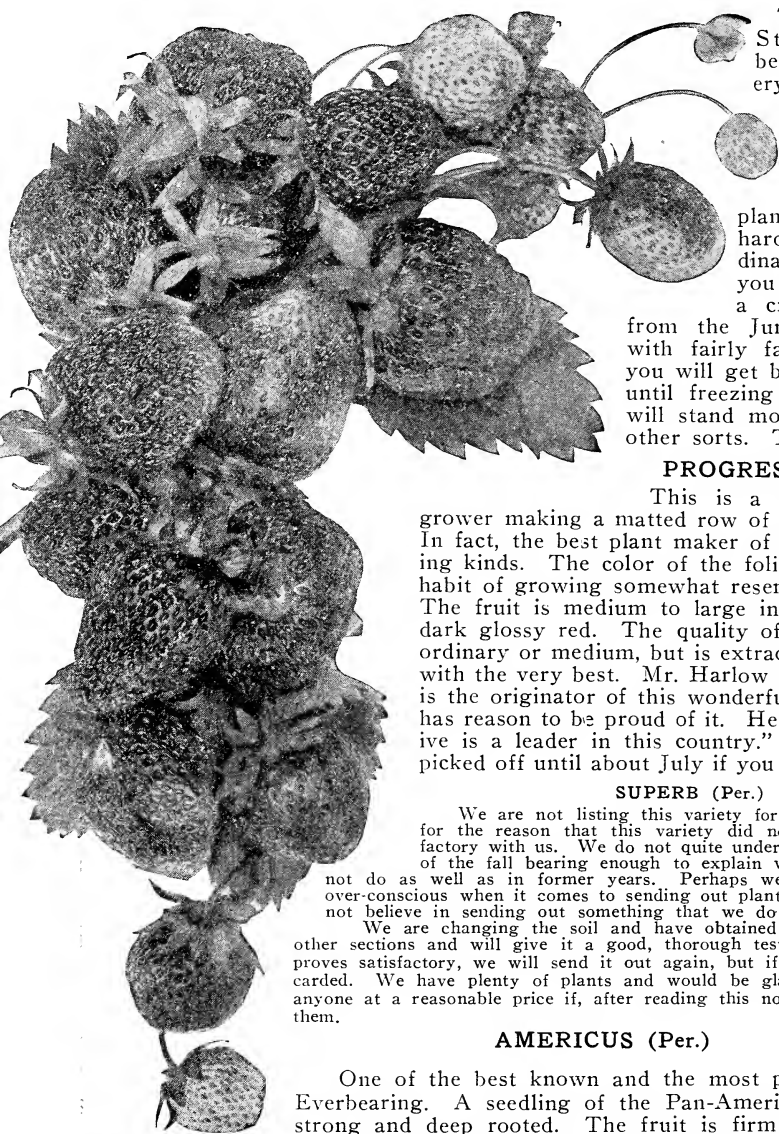 St
be
ery
plan
hard
dina
you
a c
from the Jun
with fairly fa
you will get b
until freezing
will stand mo
other sorts. T
PROGRES
This is a
grower making a matted row of
In fact, the best plant maker of
ing kinds. The color of the foli
habit of growing somewhat resem
The fruit is medium to large in
dark glossy red. The quality of
ordinary or medium, but is extrao
with the very best. Mr. Harlow
is the originator of this wonderfu
has reason to be proud of it. He
ive is a leader in this country."
picked off until about July if you
SUPERB (Per.)
We are not listing this variety for
for the reason that this variety did no
factory with us. We do not quite under
of the fall bearing enough to explain w
not do as well as in former years. Perhaps we
over-conscious when it comes to sending out plant
not believe in sending out something that we do
We are changing the soil and have obtained
other sections and will give it a good, thorough tes
proves satisfactory, we will send it out again, but if
carded. We have plenty of plants and would be gla
anyone at a reasonable price if, after reading this no
them.
AMERICUS (Per.)
One of the best known and the most p
Everbearing. A seedling of the Pan-Ameri
strong and deep rooted. The fruit is firm